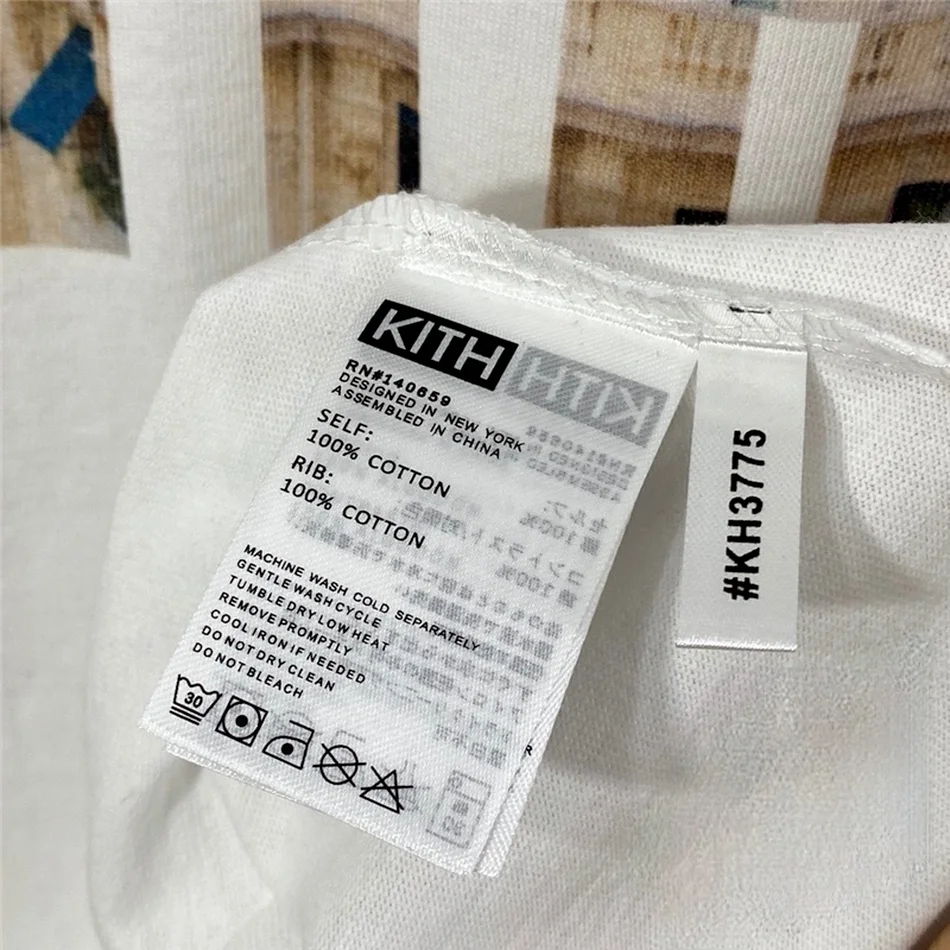 KITH
RN#140659
DESIGNED IN NEW YORK
ASSEMBLED IN CHINA
SELF:
100% COTTON
RIB:
100% COTTON
MACHINE WASH COLD SEPARATELY
GENTLE WASH CYCLE
TUMBLE DRY LOW HEAT
REMOVE PROMPTLY
COOL IRON IF NEEDED
DO NOT DRY CLEAN
DO NOT BLEACH
30
#KH3775